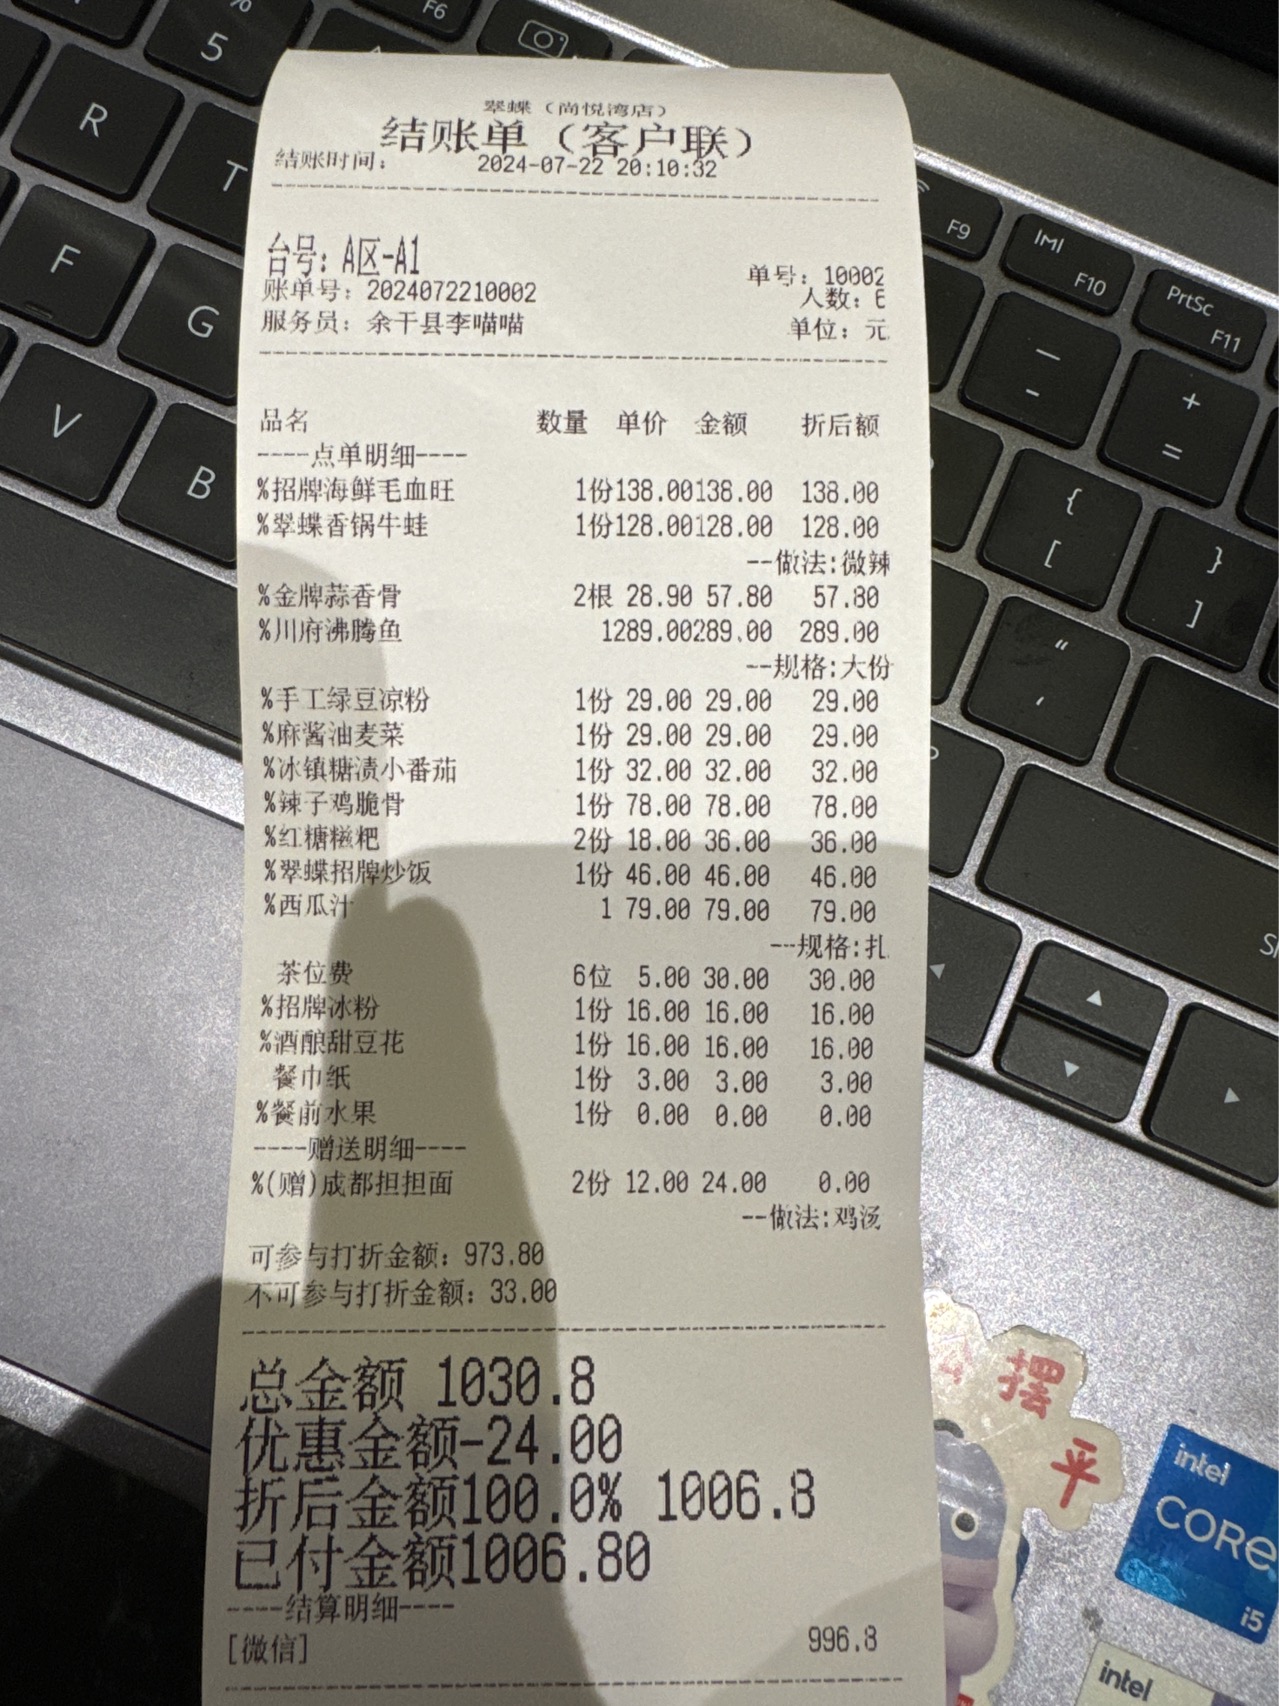 F6
%
5
R
T
F
G
V
B
F9
F10
PrtSc
F11
—
-
+
=
{
[
}
]
“
,
翠蝶（尚悦湾店）
结账单（客户联）
结账时间： 2024-07-22 20:10:32
台号：A区-A1
单号：10002
账单号：2024072210002
人数：6
服务员：余干县李喵喵 单位：元
品名 数量 单价 金额 折后额
----点单明细----
%招牌海鲜毛血旺 1份138.00138.00 138.00
%翠蝶香锅牛蛙 1份128.00128.00 128.00
--做法:微辣
%金牌蒜香骨 2根 28.90 57.80 57.80
%川府沸腾鱼 1289.00289.00 289.00
--规格:大份
%手工绿豆凉粉 1份 29.00 29.00 29.00
%麻酱油麦菜 1份 29.00 29.00 29.00
%冰镇糖渍小番茄 1份 32.00 32.00 32.00
%辣子鸡脆骨 1份 78.00 78.00 78.00
%红糖糍粑 2份 18.00 36.00 36.00
%翠蝶招牌炒饭 1份 46.00 46.00 46.00
%西瓜汁 1 79.00 79.00 79.00
--规格:扎
茶位费 6位 5.00 30.00 30.00
%招牌冰粉 1份 16.00 16.00 16.00
%酒酿甜豆花 1份 16.00 16.00 16.00
餐巾纸 1份 3.00 3.00 3.00
%餐前水果 1份 0.00 0.00 0.00
----赠送明细----
%(赠)成都担担面 2份 12.00 24.00 0.00
--做法:鸡汤
可参与打折金额：973.80
不可参与打折金额：33.00
总金额 1030.8
优惠金额-24.00
折后金额100.0% 1006.8
已付金额1006.80
----结算明细----
[微信] 996.8
摆
平
intel
CORE
i5
intel